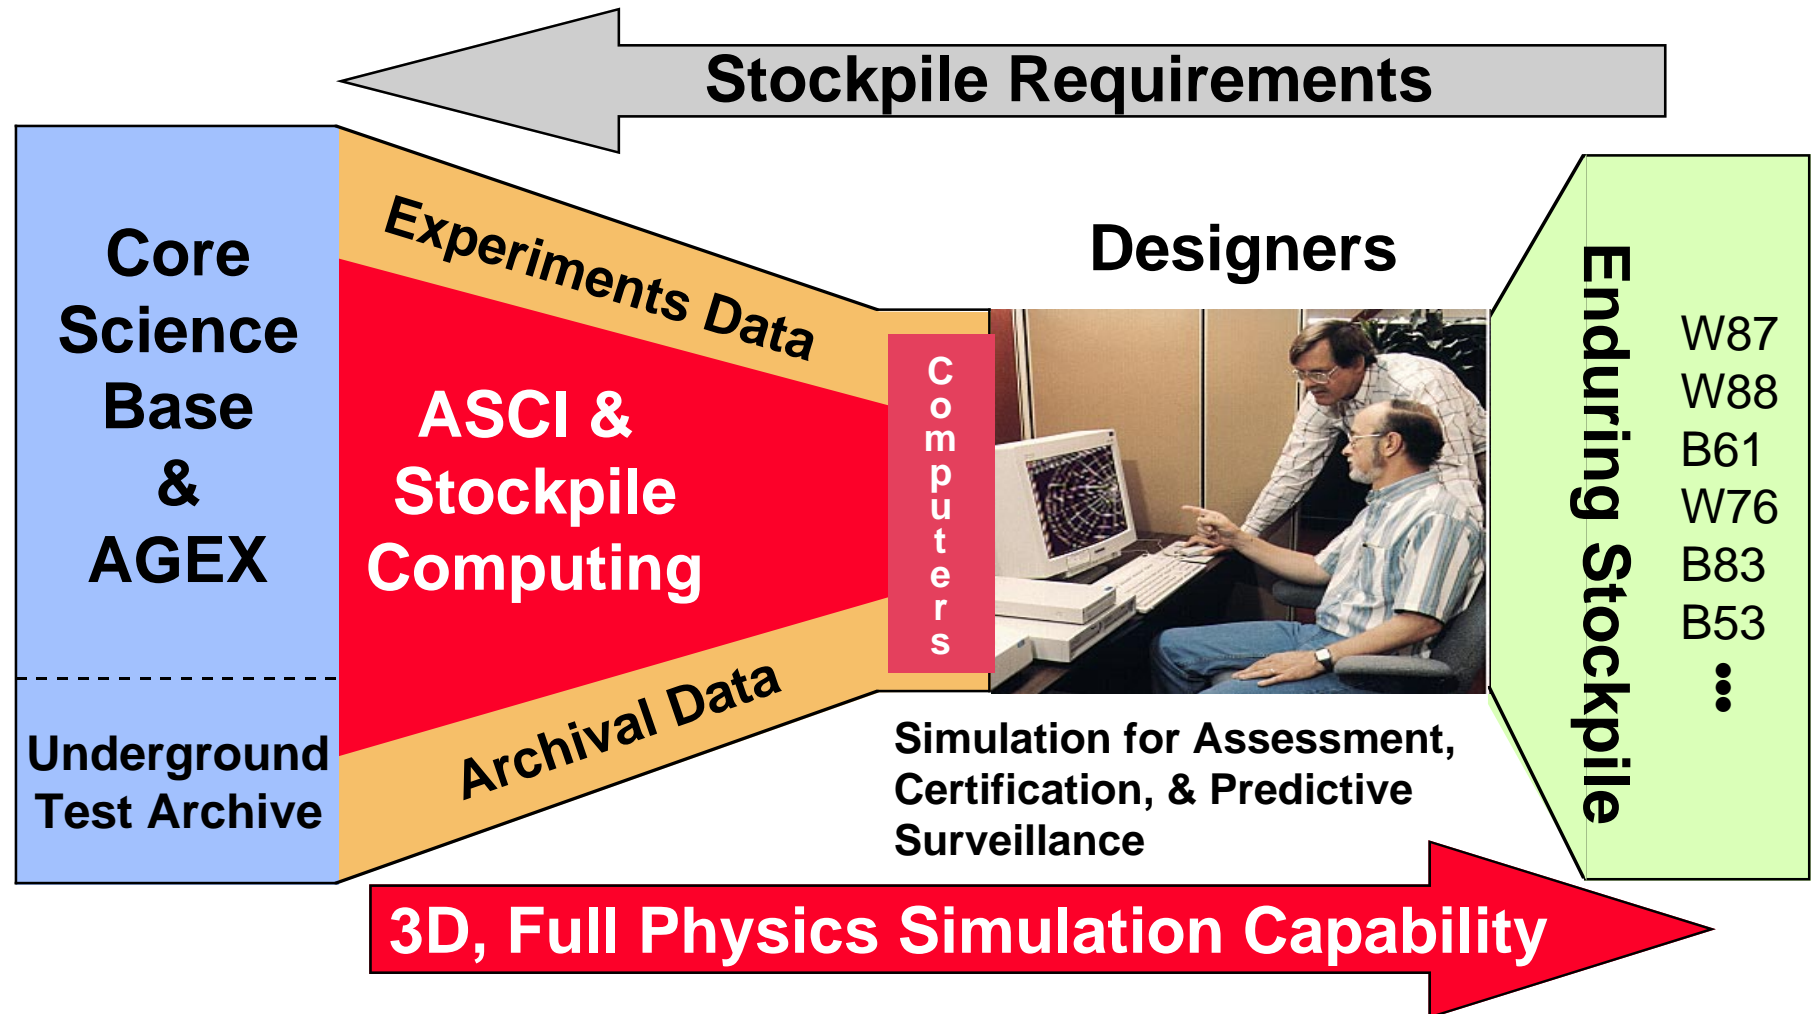 Stockpile Requirements
Core
Science
Base
&
AGEX
Underground
Test Archive
Experiments Data
ASCI &
Stockpile
Computing
Archival Data
Computers
Designers
Simulation for Assessment,
Certification, & Predictive
Surveillance
Enduring Stockpile
W87
W88
B61
W76
B83
B53
•••
3D, Full Physics Simulation Capability